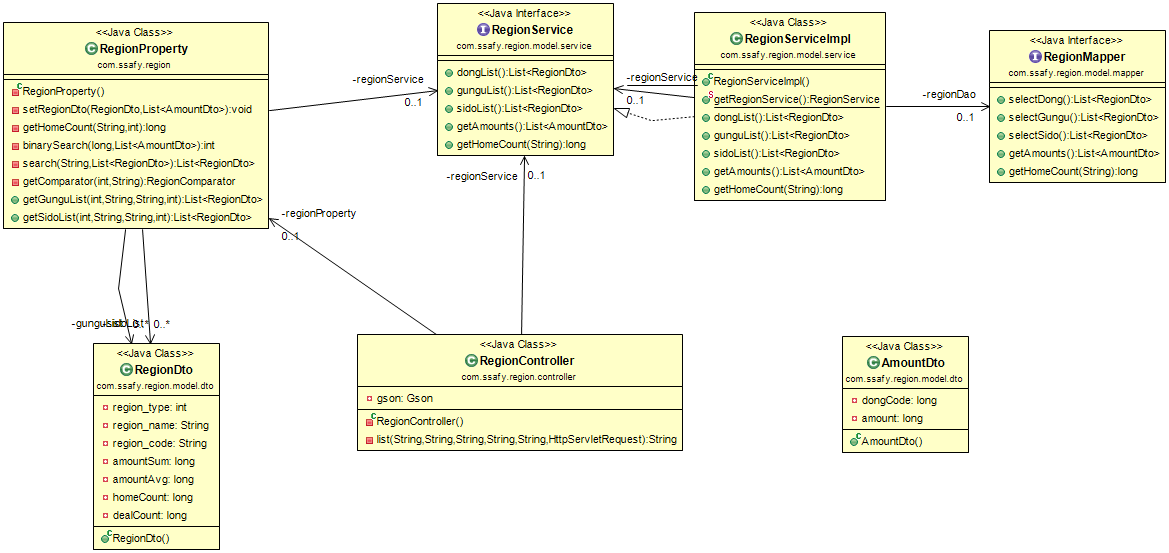 <<Java Class>>
RegionProperty
com.ssafy.region
RegionProperty()
setRegionDto(RegionDto,List<AmountDto>):void
getHomeCount(String,int):long
binarySearch(long,List<AmountDto>):int
search(String,List<RegionDto>):List<RegionDto>
getComparator(int,String):RegionComparator
getGunguList(int,String,String,int):List<RegionDto>
getSidoList(int,String,String,int):List<RegionDto>
-regionService
0..1
<<Java Interface>>
RegionService
com.ssafy.region.model.service
dongList():List<RegionDto>
gunguList():List<RegionDto>
sidoList():List<RegionDto>
getAmounts():List<AmountDto>
getHomeCount(String):long
-regionService
0..1
<<Java Class>>
RegionServiceImpl
com.ssafy.region.model.service
RegionServiceImpl()
getRegionService():RegionService
dongList():List<RegionDto>
gunguList():List<RegionDto>
sidoList():List<RegionDto>
getAmounts():List<AmountDto>
getHomeCount(String):long
-regionDao
0..1
<<Java Interface>>
RegionMapper
com.ssafy.region.model.mapper
selectDong():List<RegionDto>
selectGungu():List<RegionDto>
selectSido():List<RegionDto>
getAmounts():List<AmountDto>
getHomeCount(String):long
-regionService
0..1
-regionProperty
0..1
-gunguList
0..*
-sidoList
0..*
<<Java Class>>
RegionDto
com.ssafy.region.model.dto
region_type: int
region_name: String
region_code: String
amountSum: long
amountAvg: long
homeCount: long
dealCount: long
RegionDto()
<<Java Class>>
RegionController
com.ssafy.region.controller
gson: Gson
RegionController()
list(String,String,String,String,String,HttpServletRequest):String
<<Java Class>>
AmountDto
com.ssafy.region.model.dto
dongCode: long
amount: long
AmountDto()